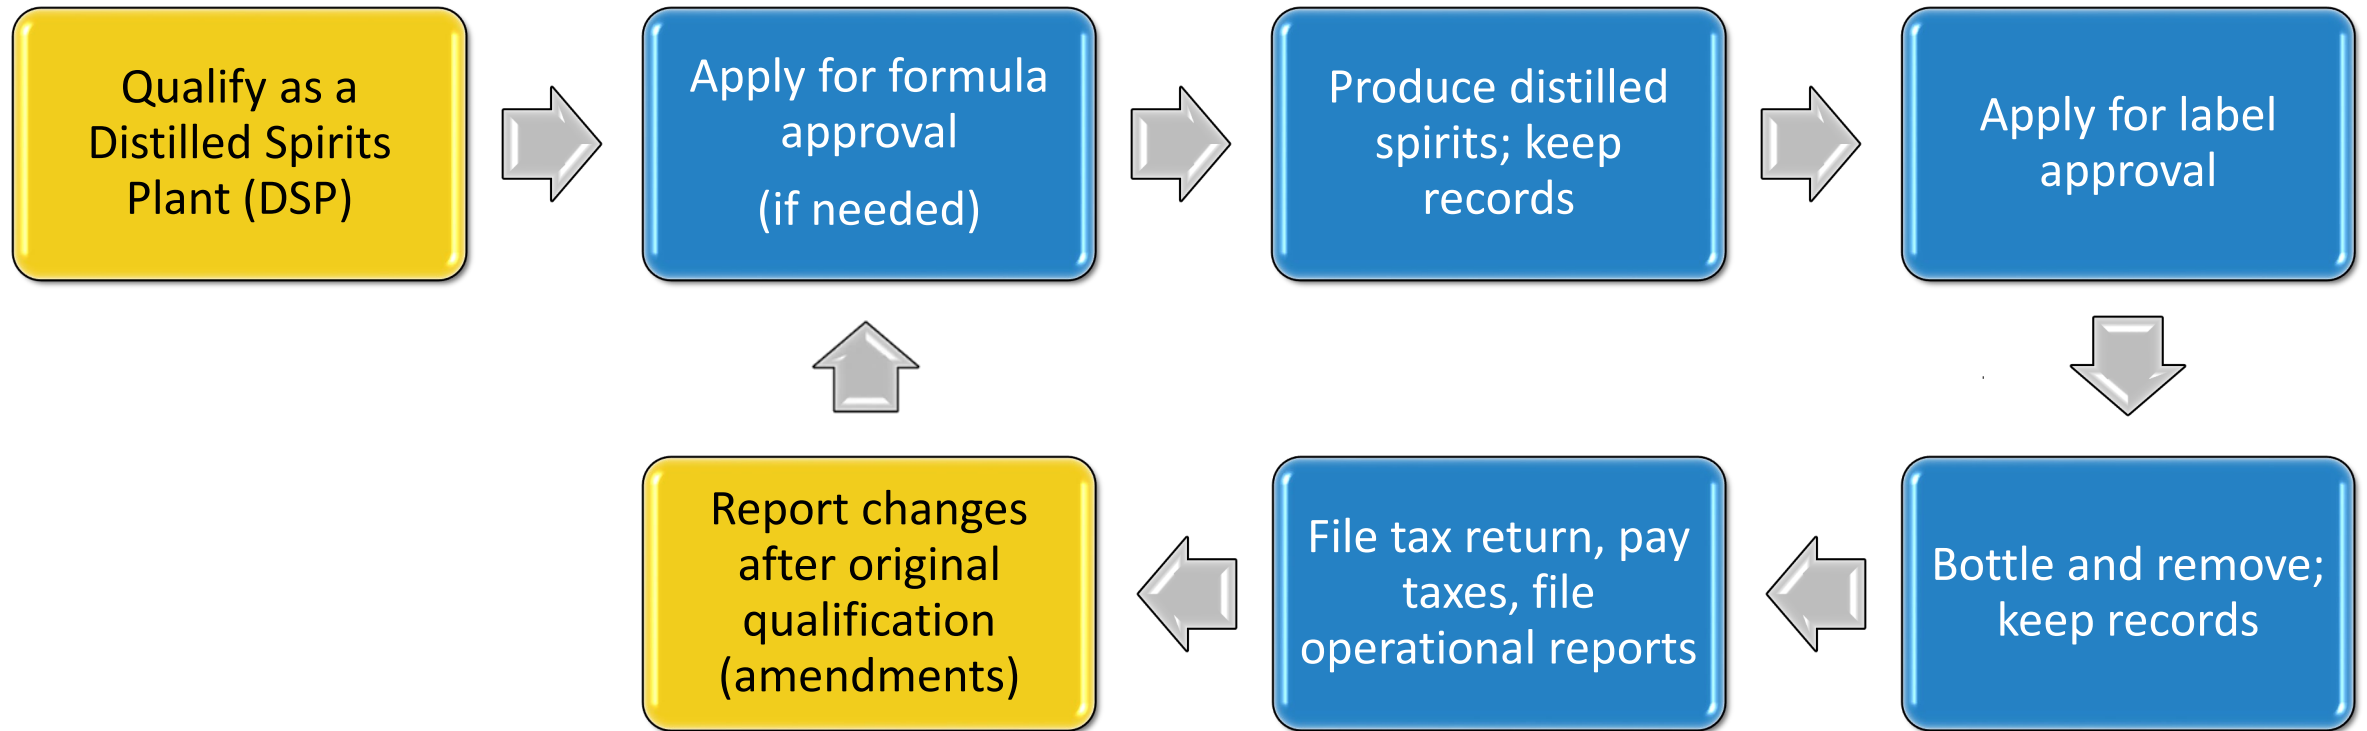 Qualify as a
Distilled Spirits
Plant (DSP)
Apply for formula
approval
(if needed)
Produce distilled
spirits; keep
records
Apply for label
approval
Bottle and remove;
keep records
File tax return, pay
taxes, file
operational reports
Report changes
after original
qualification
(amendments)